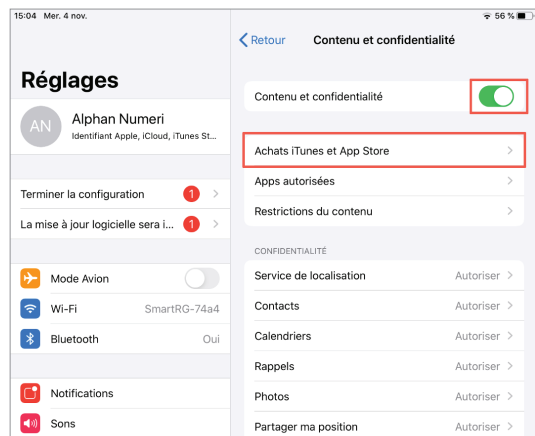 15:04 Mer. 4 nov.
56 %
Réglages
AN
Alphan Numeri
Identifiant Apple, iCloud, iTunes St...
Terminer la configuration
1
La mise à jour logicielle sera i...
1
Mode Avion
Wi-Fi
SmartRG-74a4
Bluetooth
Oui
Notifications
Sons
Retour
Contenu et confidentialité
Contenu et confidentialité
Achats iTunes et App Store
Apps autorisées
Restrictions du contenu
CONFIDENTIALITÉ
Service de localisation
Autoriser
Contacts
Autoriser
Calendriers
Autoriser
Rappels
Autoriser
Photos
Autoriser
Partager ma position
Autoriser